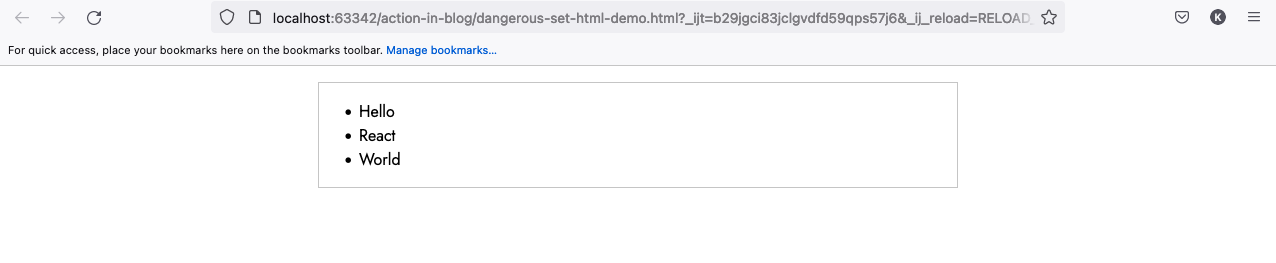 localhost:63342/action-in-blog/dangerous-set-html-demo.html?_ijt=b29jgci83jclgvdfd59qps57j6&_ij_reload=RELOAD_
K
For quick access, place your bookmarks here on the bookmarks toolbar. Manage bookmarks...
• Hello
• React
• World